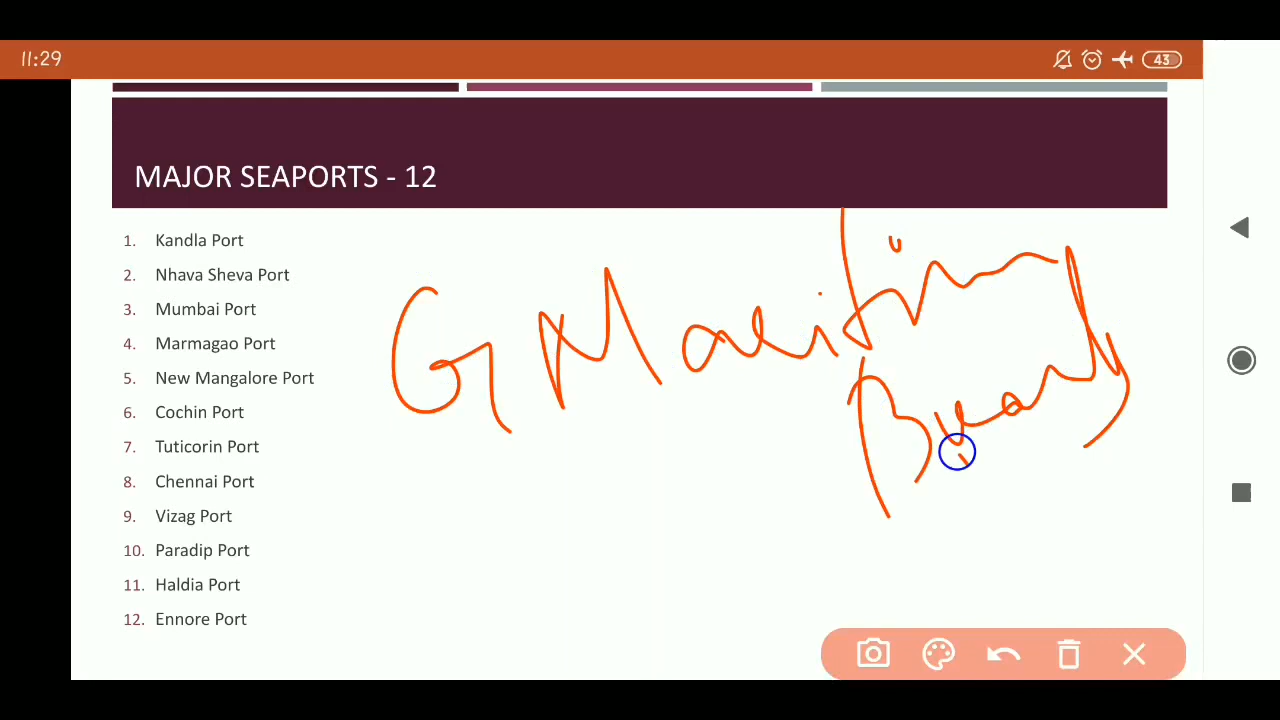 11:29
43
MAJOR SEAPORTS - 12
1. Kandla Port
2. Nhava Sheva Port
3. Mumbai Port
4. Marmagao Port
5. New Mangalore Port
6. Cochin Port
7. Tuticorin Port
8. Chennai Port
9. Vizag Port
10. Paradip Port
11. Haldia Port
12. Ennore Port
G Maritime
Board